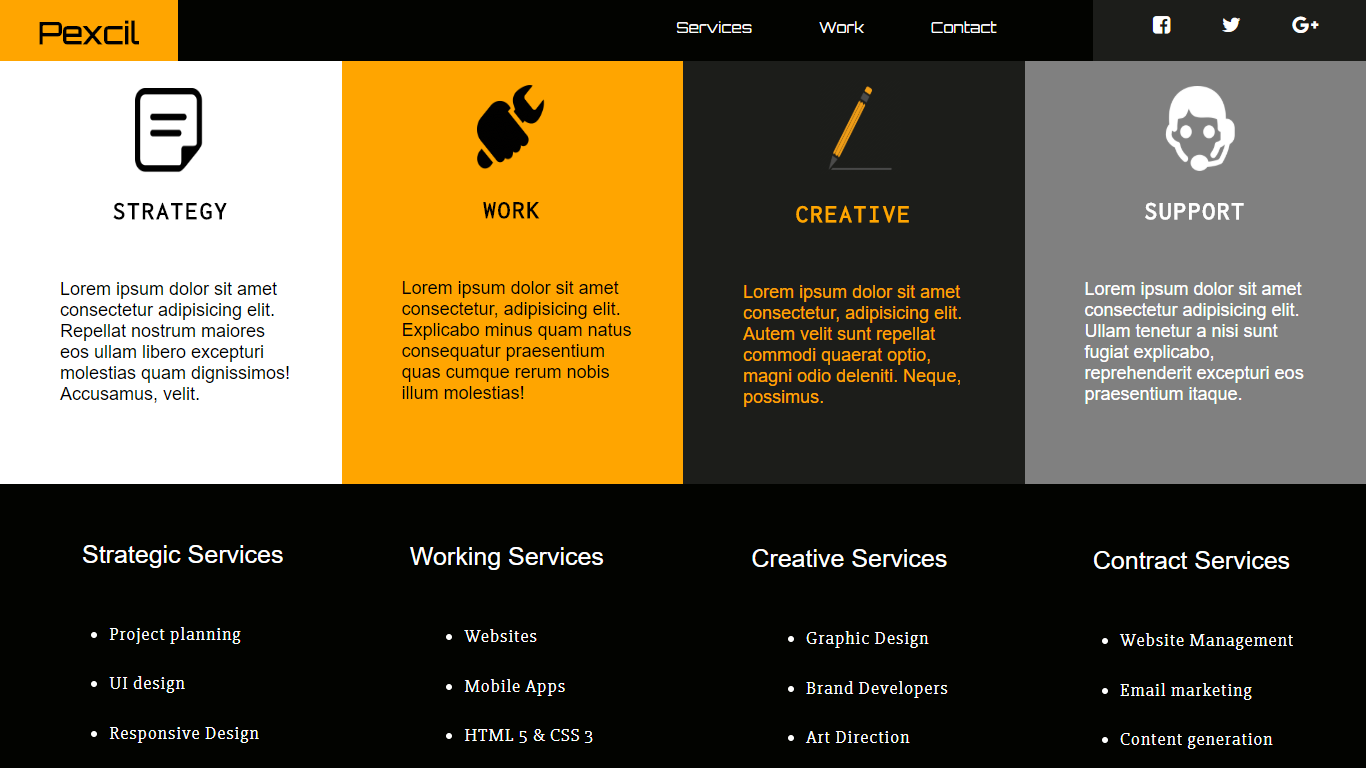 Pexcil
Services
Work
Contact
STRATEGY
Lorem ipsum dolor sit amet
consectetur adipisicing elit.
Repellat nostrum maiores
eos ullam libero excepturi
molestias quam dignissimos!
Accusamus, velit.
WORK
Lorem ipsum dolor sit amet
consectetur, adipisicing elit.
Explicabo minus quam natus
consequatur praesentium
quas cumque rerum nobis
illum molestias!
CREATIVE
Lorem ipsum dolor sit amet
consectetur, adipisicing elit.
Autem velit sunt repellat
commodi quaerat optio,
magni odio deleniti. Neque,
possimus.
SUPPORT
Lorem ipsum dolor sit amet
consectetur adipisicing elit.
Ullam tenetur a nisi sunt
fugiat explicabo,
reprehenderit excepturi eos
praesentium itaque.
Strategic Services
• Project planning
• UI design
• Responsive Design
Working Services
• Websites
• Mobile Apps
• HTML 5 & CSS 3
Creative Services
• Graphic Design
• Brand Developers
• Art Direction
Contract Services
• Website Management
• Email marketing
• Content generation